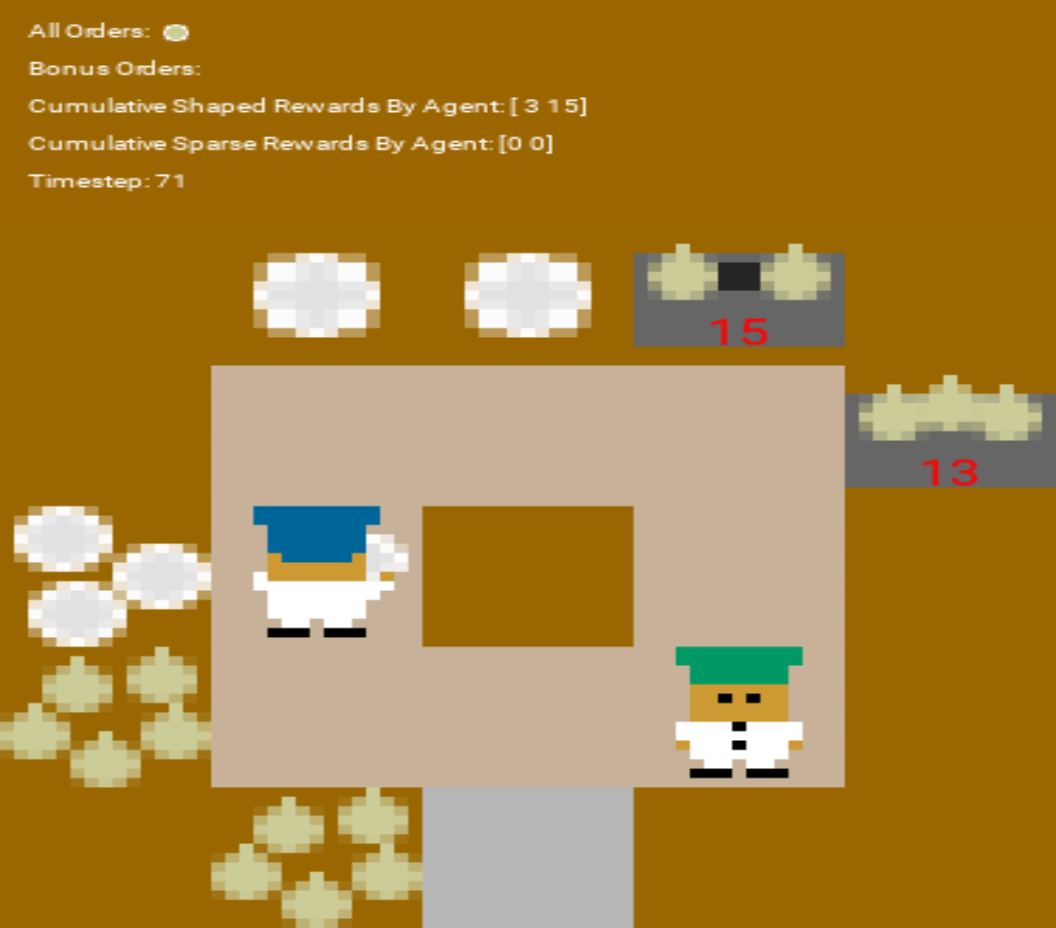 All Orders:
Bonus Orders:
Cumulative Shaped Rewards By Agent: [ 3 15]
Cumulative Sparse Rewards By Agent: [0 0]
Timestep: 71
15
13